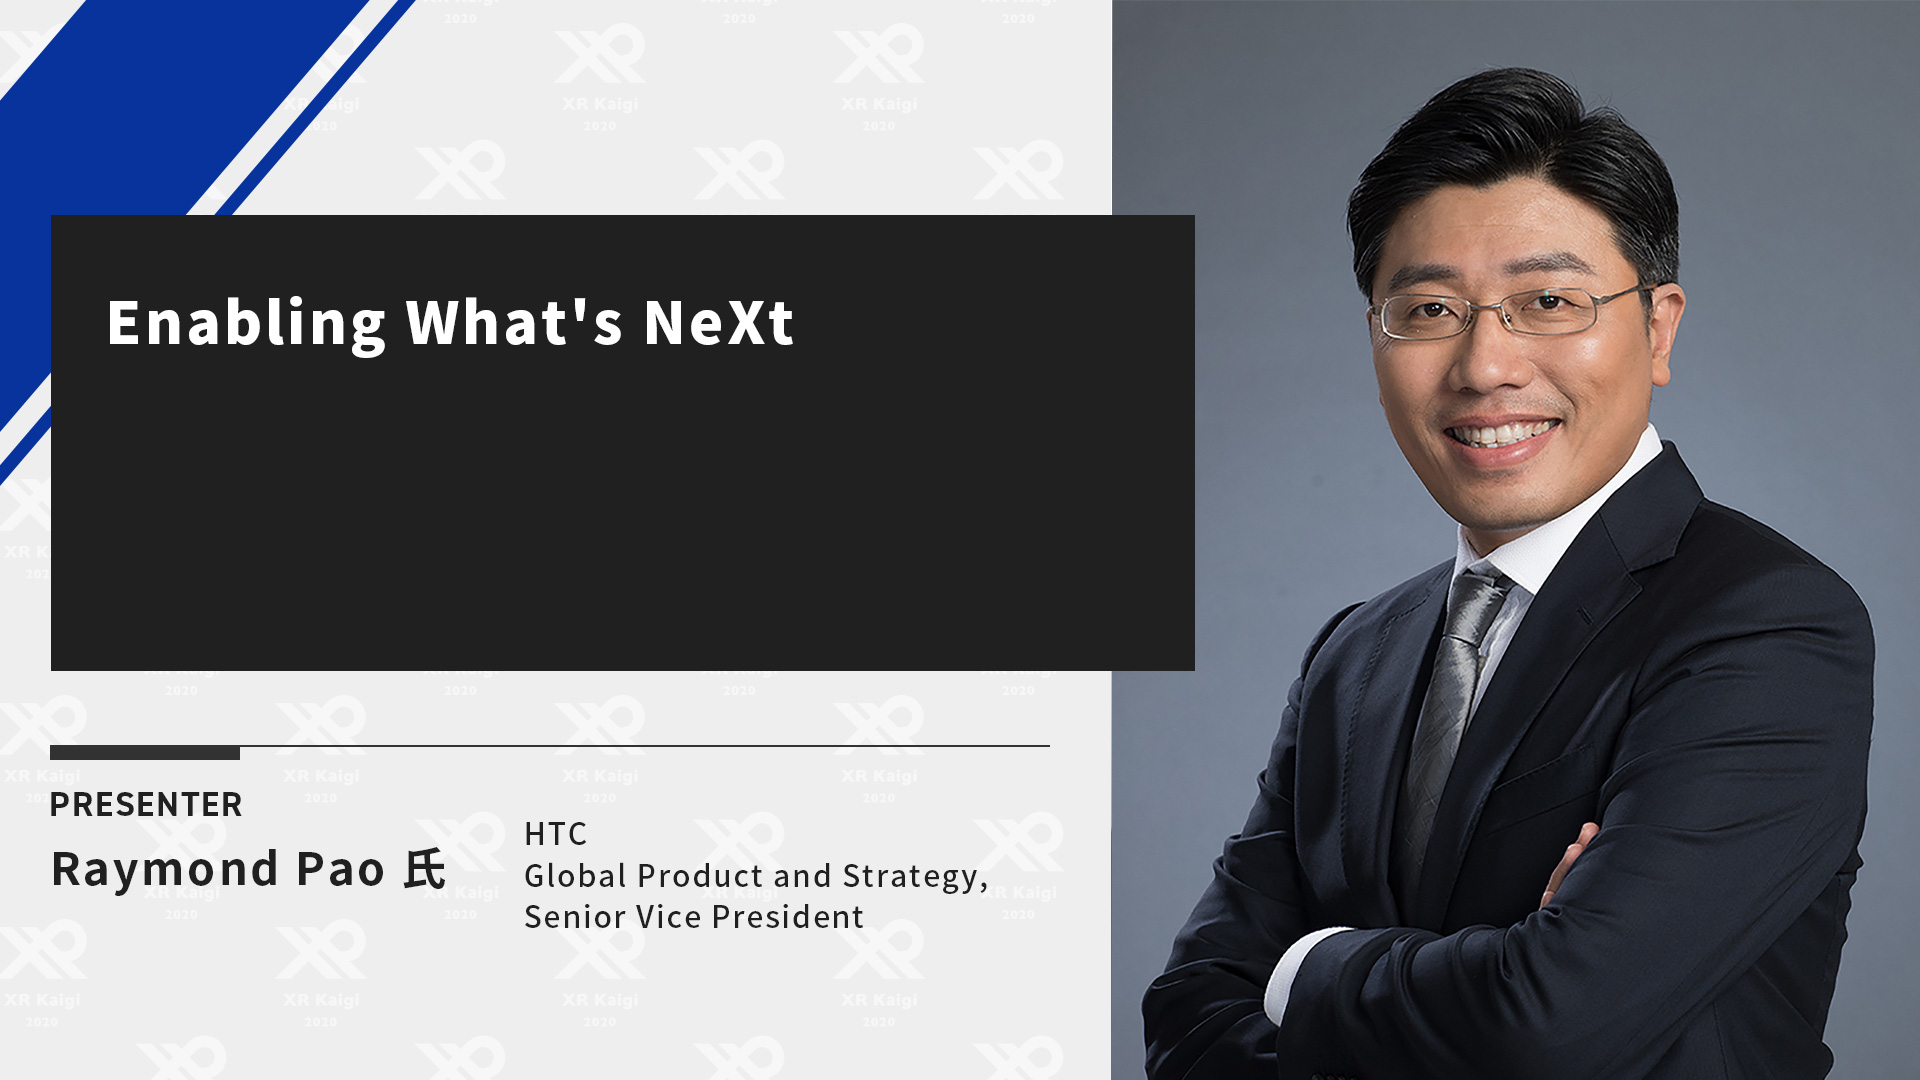 Enabling What's NeXt
PRESENTER
Raymond Pao 氏
HTC
Global Product and Strategy,
Senior Vice President
XR Kaigi
2020